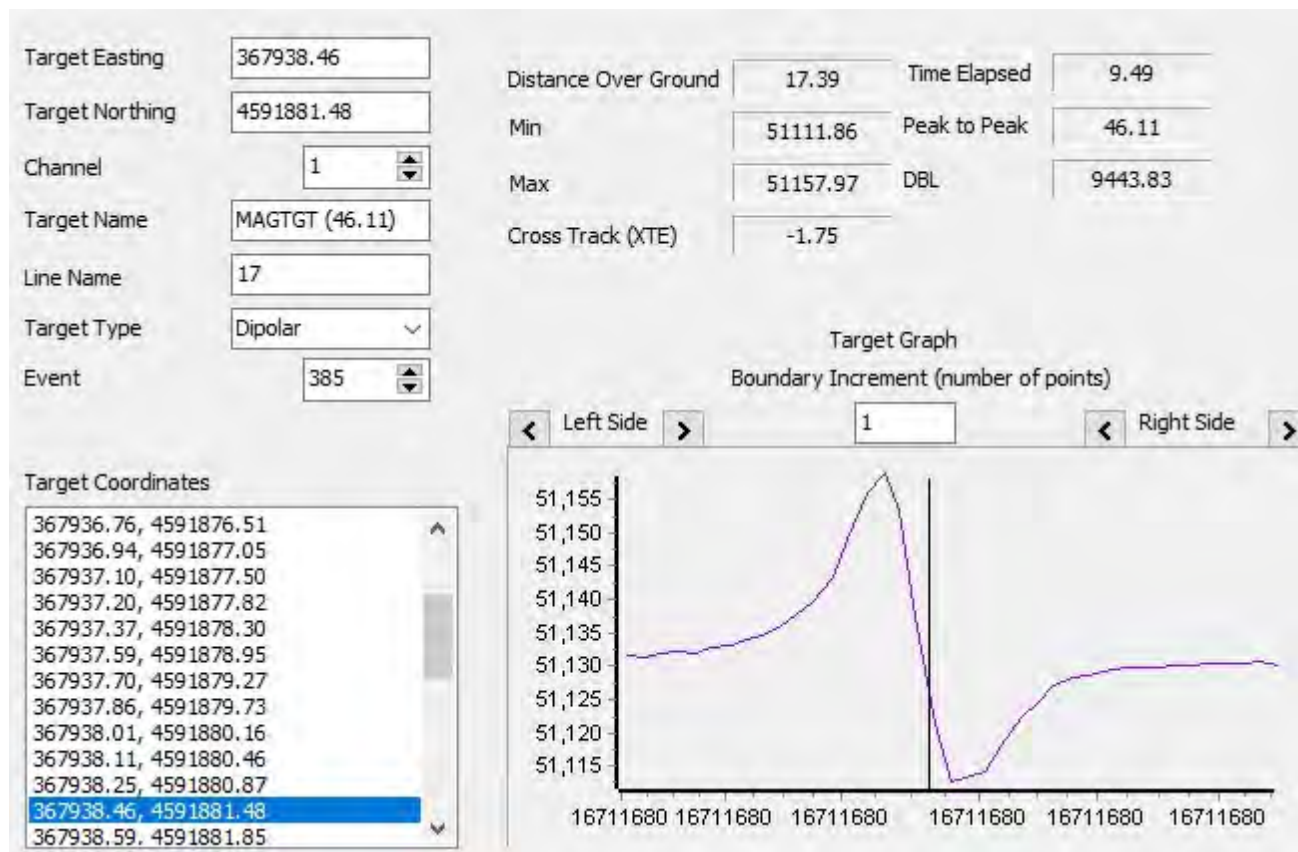 Target Easting 367938.46
Target Northing 4591881.48
Channel 1
Target Name MAGTGT (46.11)
Line Name 17
Target Type Dipolar
Event 385
Distance Over Ground 17.39 Time Elapsed 9.49
Min 51111.86 Peak to Peak 46.11
Max 51157.97 DBL 9443.83
Cross Track (XTE) -1.75
Target Graph
Boundary Increment (number of points)
Left Side 1 Right Side
Target Coordinates
367936.76, 4591876.51
367936.94, 4591877.05
367937.10, 4591877.50
367937.20, 4591877.82
367937.37, 4591878.30
367937.59, 4591878.95
367937.70, 4591879.27
367937.86, 4591879.73
367938.01, 4591880.16
367938.11, 4591880.46
367938.25, 4591880.87
367938.46, 4591881.48
367938.59, 4591881.85
51,155
51,150
51,145
51,140
51,135
51,130
51,125
51,120
51,115
16711680 16711680 16711680 16711680 16711680 16711680